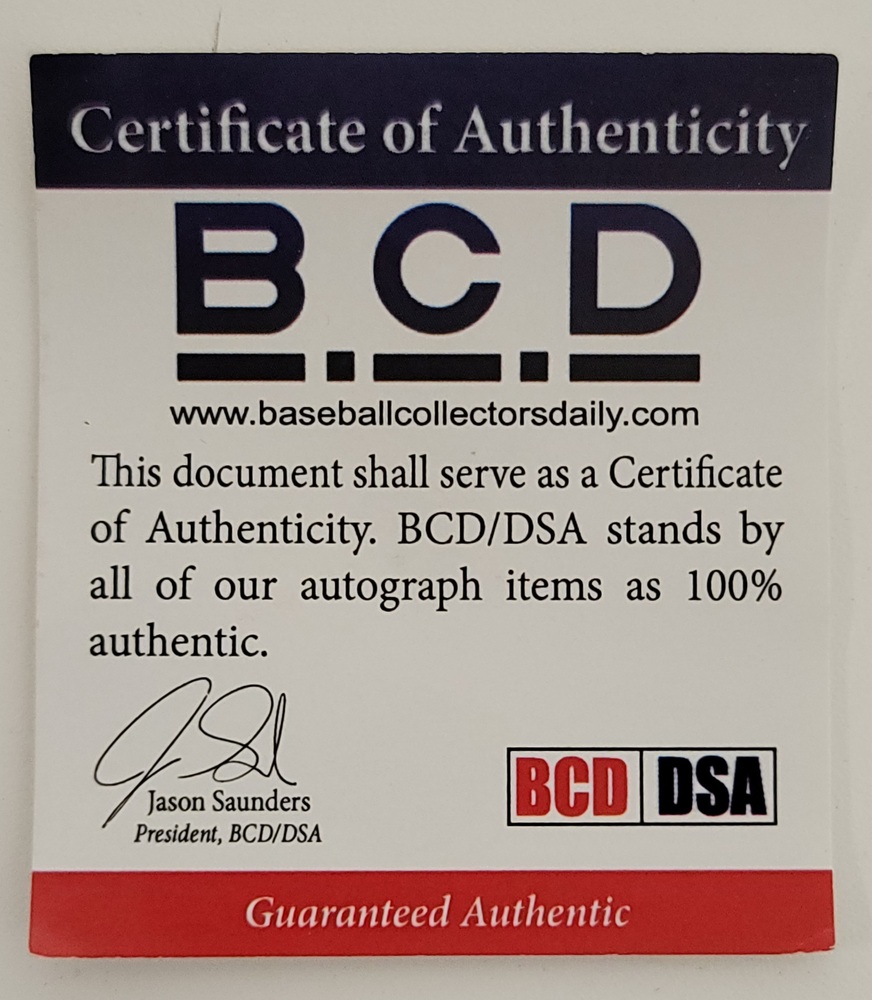 Certificate of Authenticity
BCD
www.baseballcollectorsdaily.com
This document shall serve as a Certificate
of Authenticity. BCD/DSA stands by
all of our autograph items as 100%
authentic.
Jason Saunders
President, BCD/DSA
BCD DSA
Guaranteed Authentic